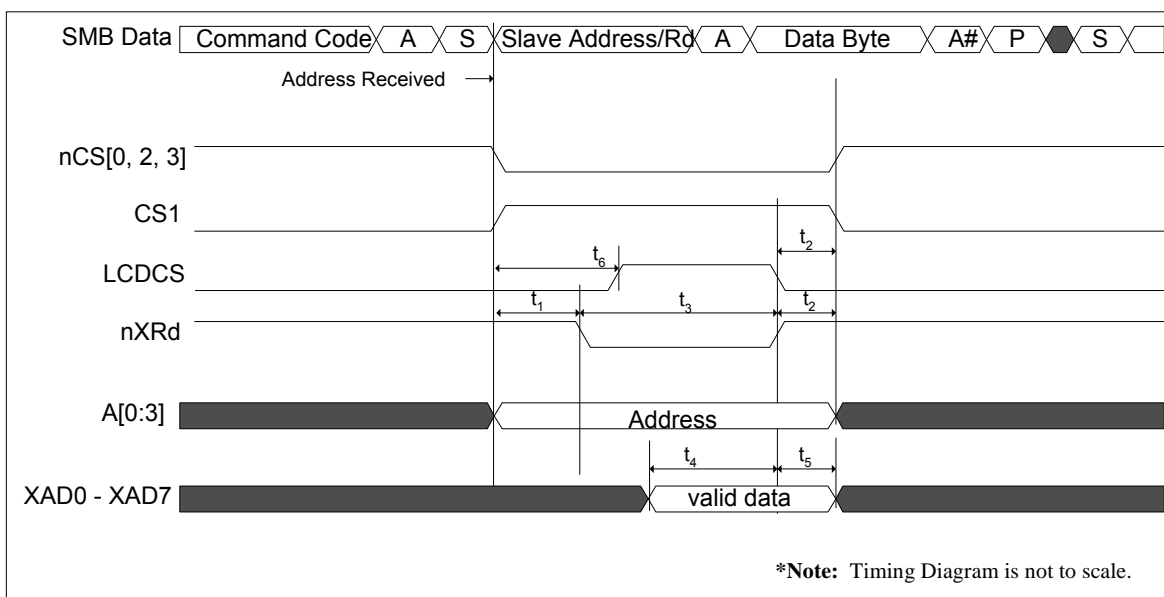 SMB Data Command Code A S Slave Address/Rd A Data Byte A# P S
Address Received
nCS[0, 2, 3]
CS1
t2
t6
LCDCS
t1 t3 t2
nXRd
A[0:3] Address
t4 t5
XAD0 - XAD7 valid data
*Note: Timing Diagram is not to scale.